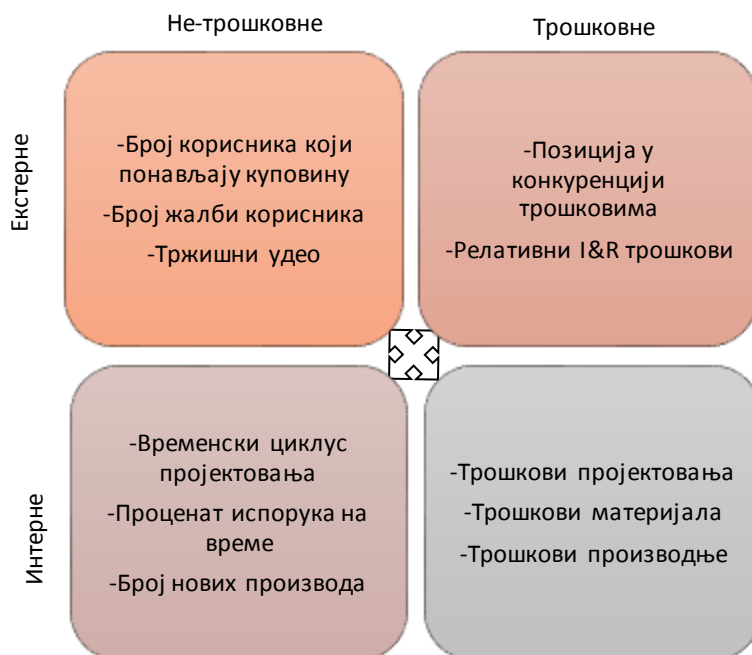 Не-трошковне
Трошковне
Екстерне
-Број корисника који
понављају куповину
-Број жалби корисника
-Тржишни удео
-Позиција у
конкуренцији
трошковима
-Релативни I&R трошкови
Интерне
-Временски циклус
пројектовања
-Проценат испорука на
време
-Број нових производа
-Трошкови пројектовања
-Трошкови материјала
-Трошкови производње